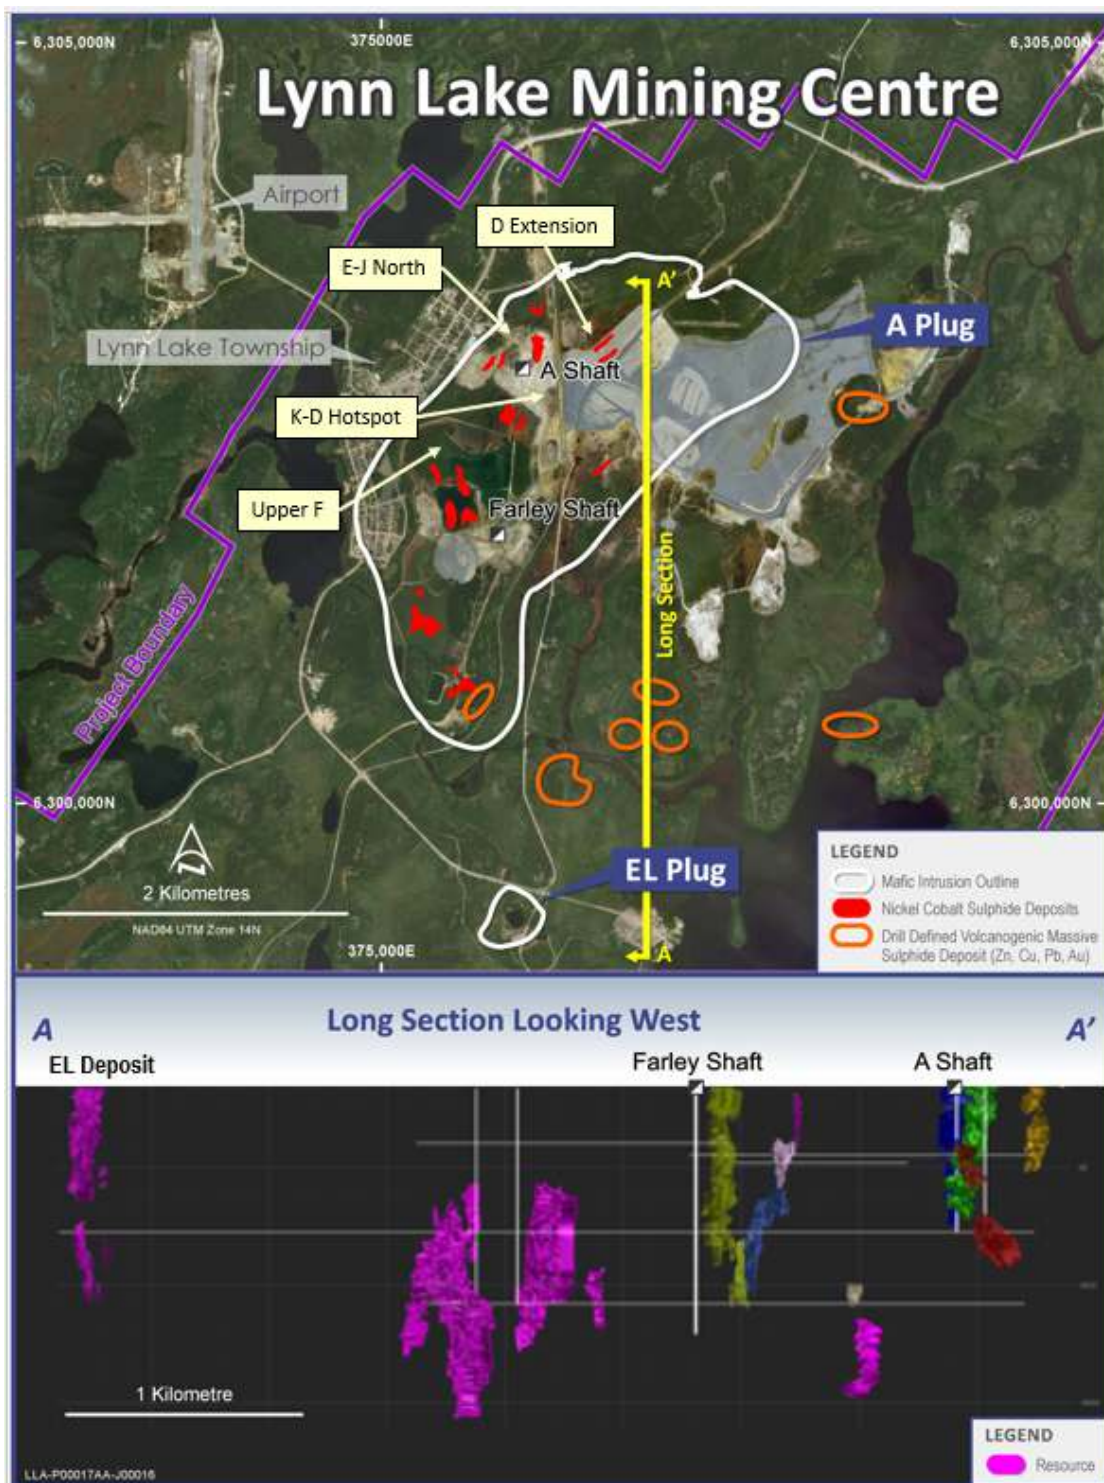 6,305,000N
375000E
6,305,000N
Lynn Lake Mining Centre
Airport
D Extension
E-J North
A'
A Plug
Lynn Lake Township
A Shaft
K-D Hotspot
Upper F
Farley Shaft
Long Section
Project Boundary
6,300,000N
6,300,000N
2 Kilometres
NAD84 UTM Zone 14N
EL Plug
375,000E
A
LEGEND
Mafic Intrusion Outline
Nickel Cobalt Sulphide Deposits
Drill Defined Volcanogenic Massive
Sulphide Deposit (Zn, Cu, Pb, Au)
A
Long Section Looking West
A'
EL Deposit
Farley Shaft
A Shaft
1 Kilometre
LEGEND
Resource
LLA-P00017AA-J00016